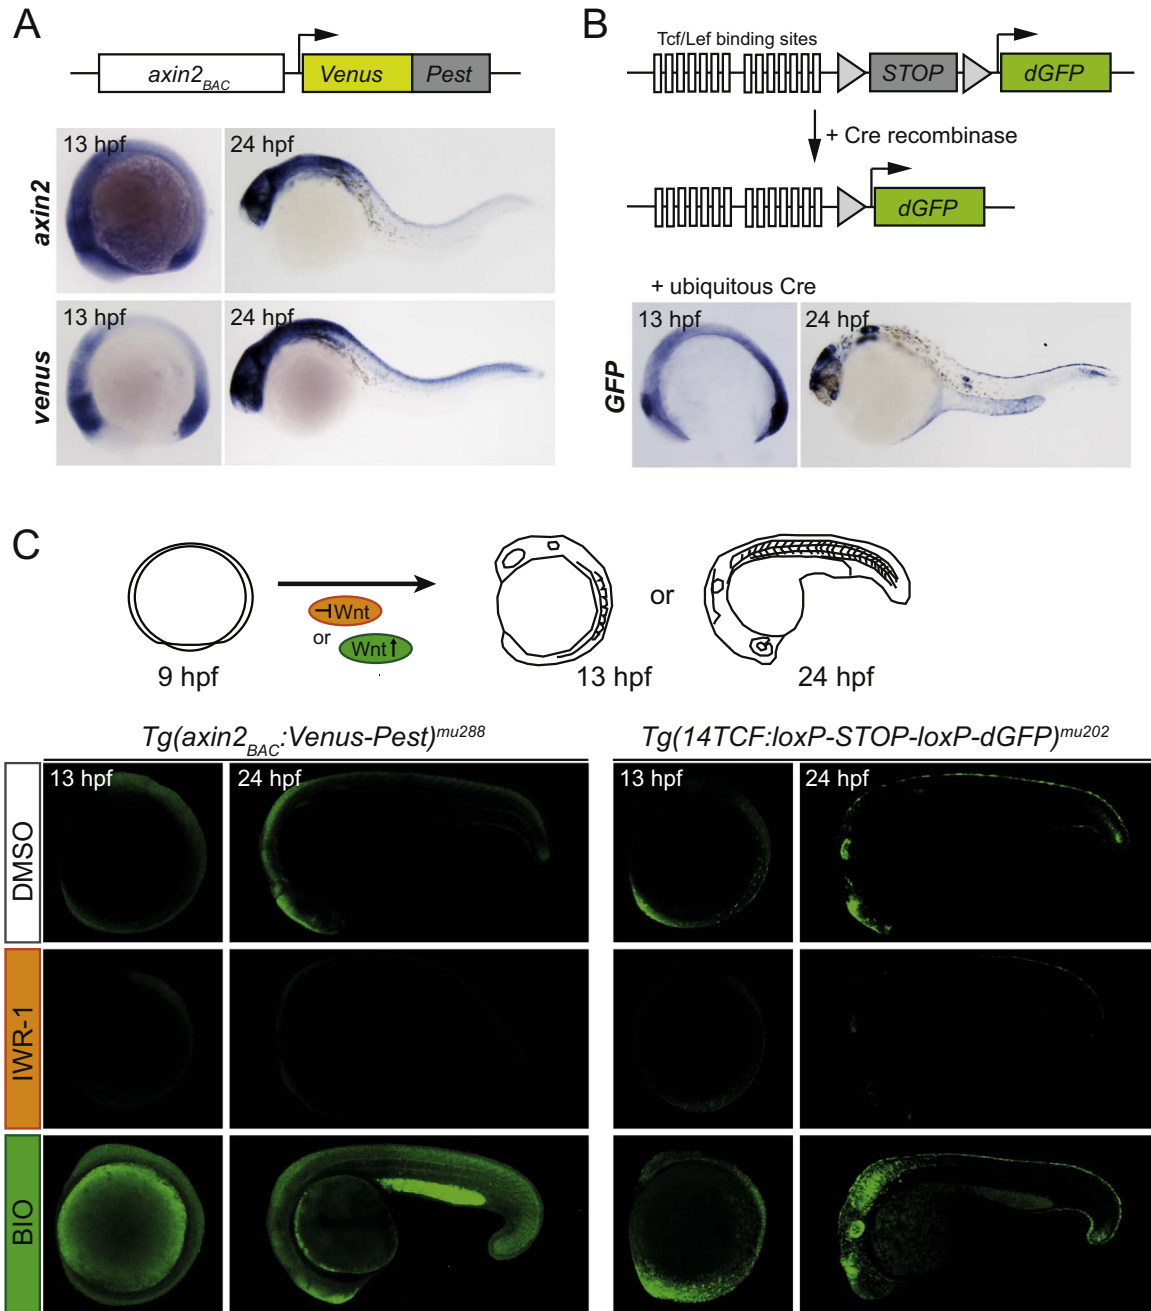 A
axin2BAC
Venus
Pest
13 hpf
24 hpf
axin2
13 hpf
24 hpf
venus
B
Tcf/Lef binding sites
STOP
dGFP
+ Cre recombinase
dGFP
+ ubiquitous Cre
13 hpf
24 hpf
GFP
C
Wnt
or
Wnt
9 hpf
13 hpf
or
24 hpf
Tg(axin2BAC:Venus-Pest)mu288
Tg(14TCF:loxP-STOP-loxP-dGFP)mu202
13 hpf
24 hpf
13 hpf
24 hpf
DMSO
IWR-1
BIO